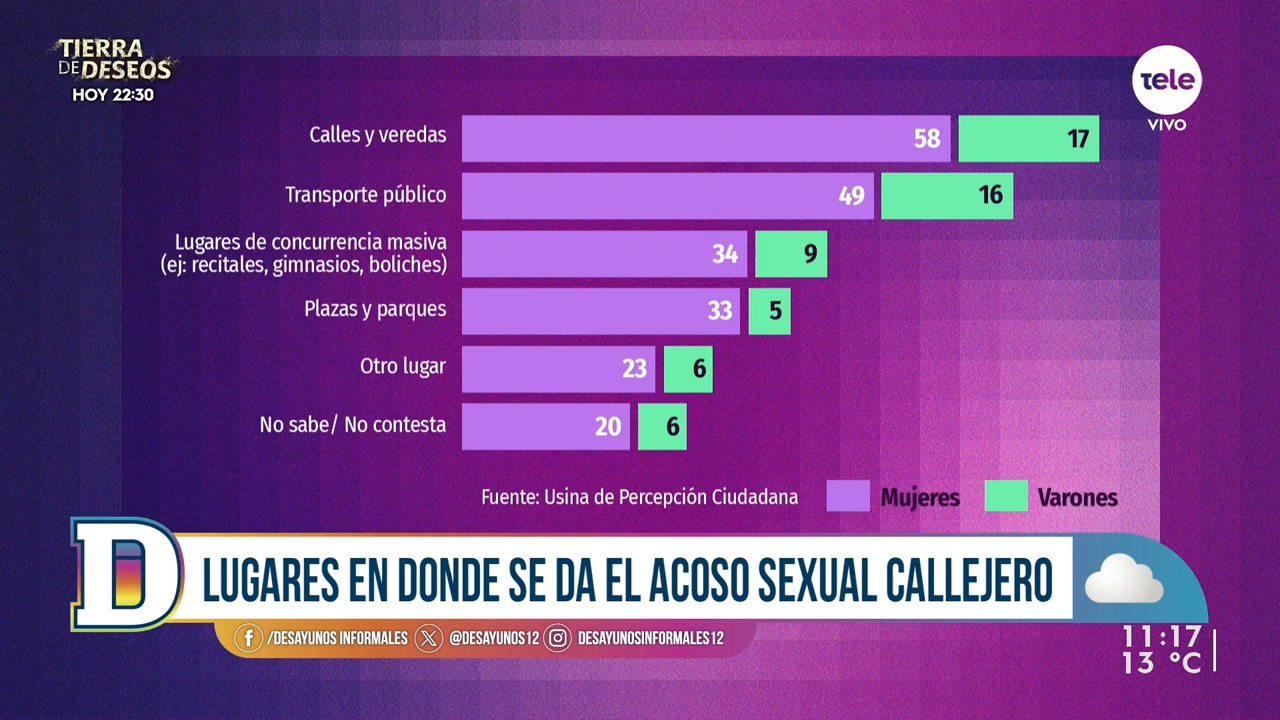 TIERRA
DE DESEOS
HOY 22:30
tele
VIVO
Calles y veredas 58 17
Transporte público 49 16
Lugares de concurrencia masiva
(ej: recitales, gimnasios, boliches) 34 9
Plazas y parques 33 5
Otro lugar 23 6
No sabe/ No contesta 20 6
Fuente: Usina de Percepción Ciudadana Mujeres Varones
D LUGARES EN DONDE SE DA EL ACOSO SEXUAL CALLEJERO
/DESAYUNOS INFORMALES @DESAYUNOS12 DESAYUNOSINFORMALES12
11:17
13 °C